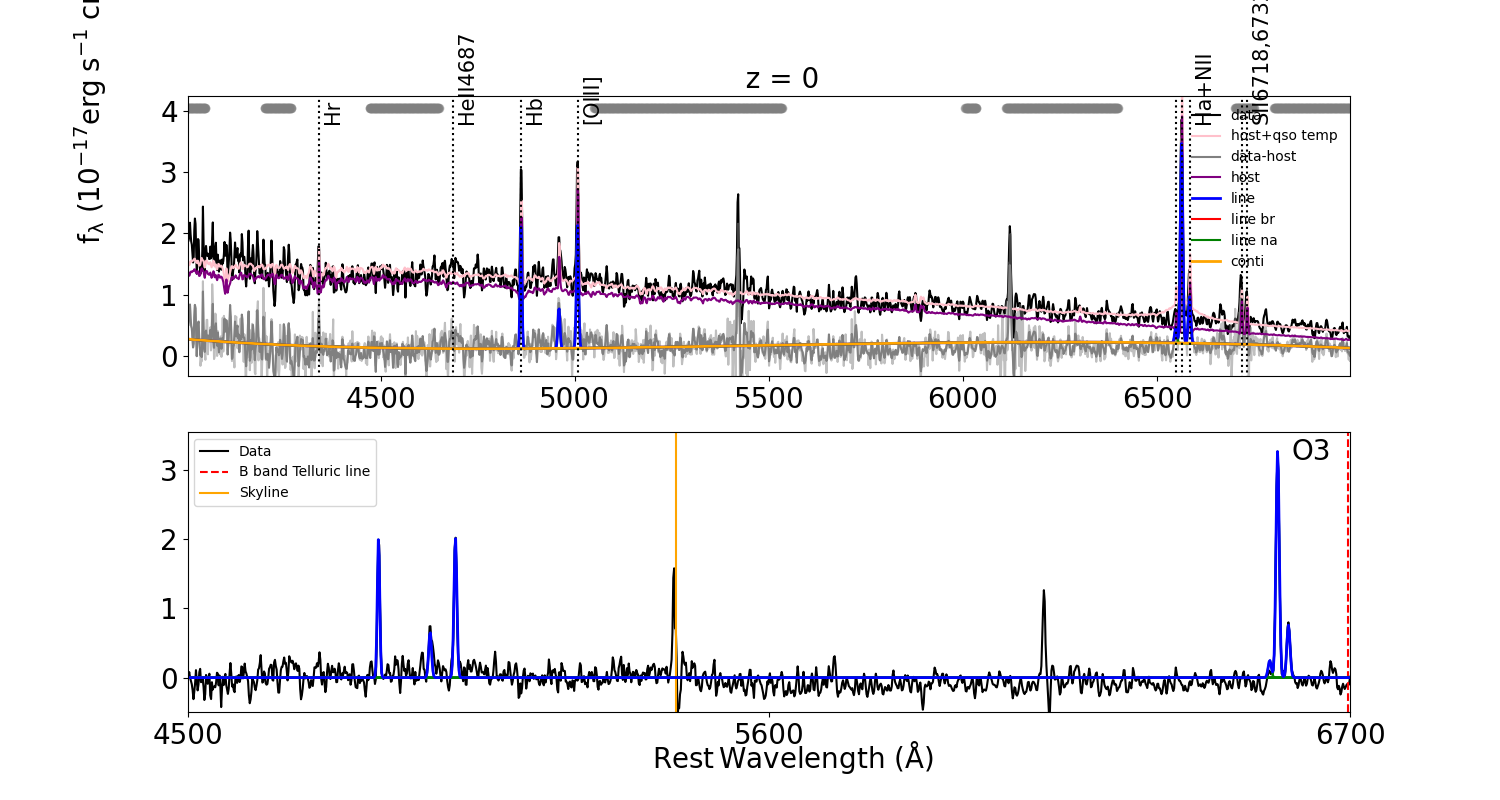 z = 0
f_λ (10^−17 erg s^−1
Hr
HeII4687
Hb
[OIII]
Ha+NII
SII6718,673
data
host+qso temp
data-host
host
line
line br
line na
conti
4
3
2
1
0
4500
5000
5500
6000
6500
Data
B band Telluric line
Skyline
O3
3
2
1
0
4500
5600
6700
Rest Wavelength (Å)